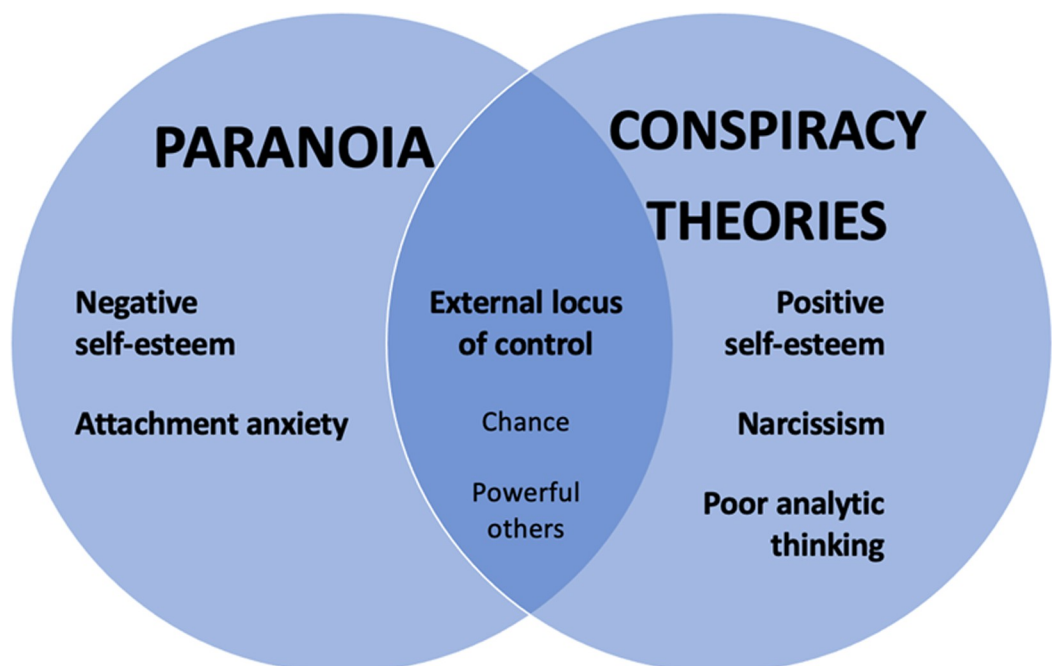 PARANOIA
CONSPIRACY
THEORIES
Negative
self-esteem
Attachment anxiety
External locus
of control
Chance
Powerful
others
Positive
self-esteem
Narcissism
Poor analytic
thinking